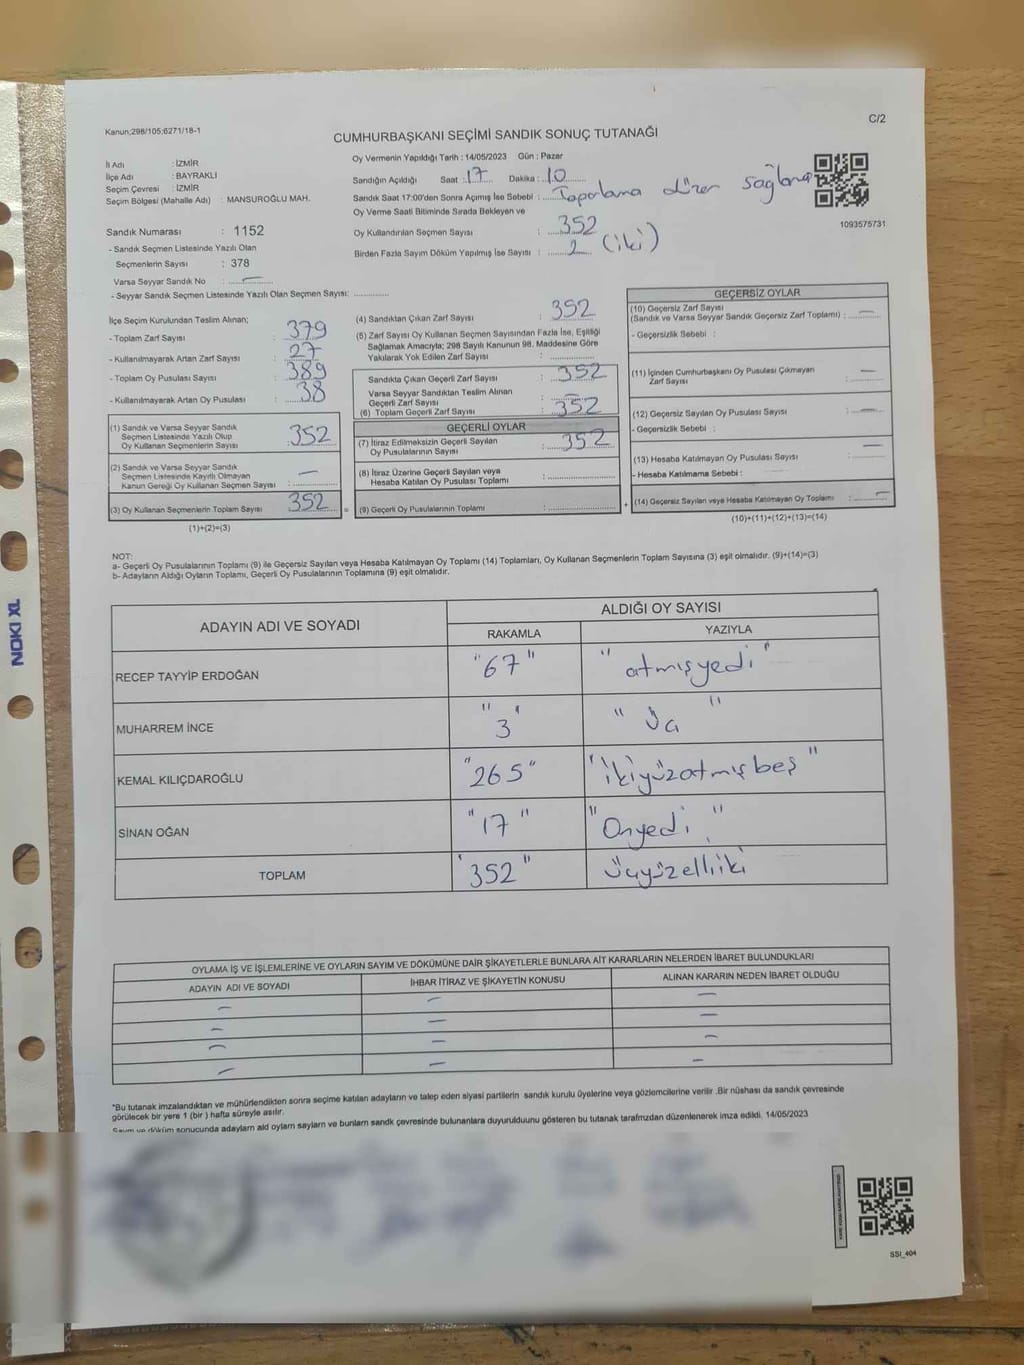 Kanun;298/105;6271/18-1
C/2
CUMHURBAŞKANI SEÇİMİ SANDIK SONUÇ TUTANAĞI
İl Adı : İZMİR
İlçe Adı : BAYRAKLI
Seçim Çevresi : İZMİR
Seçim Bölgesi (Mahalle Adı) : MANSUROĞLU MAH.
Oy Vermenin Yapıldığı Tarih : 14/05/2023 Gün : Pazar
Sandığın Açıldığı Saat : 17 Dakika : 10
Sandık Saat 17:00'den Sonra Açımış İse Sebebi : Toparlama düzen
Oy Verme Saati Bitiminde Sırada Bekleyen ve
Oy Kullandırılan Seçmen Sayısı : 352
Birden Fazla Sayım Döküm Yapılmış İse Sayısı : 2 (iki)
1093575731
Sandık Numarası : 1152
- Sandık Seçmen Listesinde Yazılı Olan
Seçmenlerin Sayısı : 378
Varsa Seyyar Sandık No : –
- Seyyar Sandık Seçmen Listesinde Yazılı Olan Seçmen Sayısı: ..............
İlçe Seçim Kurulundan Teslim Alınan;
- Toplam Zarf Sayısı : 379
- Kullanılmayarak Artan Zarf Sayısı : 27
- Toplam Oy Pusulası Sayısı : 389
- Kullanılmayarak Artan Oy Pusulası : 38
(1) Sandık ve Varsa Seyyar Sandık
Seçmen Listesinde Yazılı Olup
Oy Kullanan Seçmenlerin Sayısı : 352
(2) Sandık ve Varsa Seyyar Sandık
Seçmen Listesinde Kayıtlı Olmayan
Kanun Gereği Oy Kullanan Seçmen Sayısı : –
(3) Oy Kullanan Seçmenlerin Toplam Sayısı : 352 =
(1)+(2)=(3)
(4) Sandıktan Çıkan Zarf Sayısı : 352
(5) Zarf Sayısı Oy Kullanan Seçmen Sayısından Fazla İse, Eşitliği
Sağlamak Amacıyla; 298 Sayılı Kanunun 98. Maddesine Göre
Yakılarak Yok Edilen Zarf Sayısı : ..............
Sandıkta Çıkan Geçerli Zarf Sayısı : 352
Varsa Seyyar Sandıktan Teslim Alınan
Geçerli Zarf Sayısı : –
(6) Toplam Geçerli Zarf Sayısı : 352
GEÇERLİ OYLAR
(7) İtiraz Edilmeksizin Geçerli Sayılan
Oy Pusulalarının Sayısı : 352
(8) İtiraz Üzerine Geçerli Sayılan veya
Hesaba Katılan Oy Pusulası Toplamı : ..............
(9) Geçerli Oy Pusulalarının Toplamı : .............. +
GEÇERSİZ OYLAR
(10) Geçersiz Zarf Sayısı
(Sandık ve Varsa Seyyar Sandık Geçersiz Zarf Toplamı) : –
- Geçersizlik Sebebi :
(11) İçinden Cumhurbaşkanı Oy Pusulası Çıkmayan
Zarf Sayısı : –
(12) Geçersiz Sayılan Oy Pusulası Sayısı : –
- Geçersizlik Sebebi :
(13) Hesaba Katılmayan Oy Pusulası Sayısı : –
- Hesaba Katılmama Sebebi :
(14) Geçersiz Sayılan veya Hesaba Katılmayan Oy Toplamı : –
(10)+(11)+(12)+(13)=(14)
NOT:
a- Geçerli Oy Pusulalarının Toplamı (9) ile Geçersiz Sayılan veya Hesaba Katılmayan Oy Toplamı (14) Toplamları, Oy Kullanan Seçmenlerin Toplam Sayısına (3) eşit olmalıdır. (9)+(14)=(3)
b- Adayların Aldığı Oyların Toplamı, Geçerli Oy Pusulalarının Toplamına (9) eşit olmalıdır.
ADAYIN ADI VE SOYADI
ALDIĞI OY SAYISI
RAKAMLA YAZIYLA
RECEP TAYYİP ERDOĞAN "67" "atmışyedi"
MUHARREM İNCE "3" "üç"
KEMAL KILIÇDAROĞLU "265" "ikiyüzatmışbeş"
SİNAN OĞAN "17" "Onyedi"
TOPLAM "352" üçyüzelliiki
OYLAMA İŞ VE İŞLEMLERİNE VE OYLARIN SAYIM VE DÖKÜMÜNE DAİR ŞİKAYETLERLE BUNLARA AİT KARARLARIN NELERDEN İBARET BULUNDUKLARI
ADAYIN ADI VE SOYADI İHBAR İTİRAZ VE ŞİKAYETİN KONUSU ALINAN KARARIN NEDEN İBARET OLDUĞU
– – –
– – –
– – –
– – –
*Bu tutanak imzalandıktan ve mühürlendikten sonra seçime katılan adayların ve talep eden siyasi partilerin sandık kurulu üyelerine veya gözlemcilerine verilir .Bir nüshası da sandık çevresinde
görülecek bir yere 1 (bir ) hafta süreyle asılır.
Sayım ve döküm sonucunda adayların ald oyların sayların ve bunların sandk çevresinde bulunanlara duyurulduunu gösteren bu tutanak tarafmzdan düzenlenerek imza edildi. 14/05/2023
SSI_404
NOKI XL